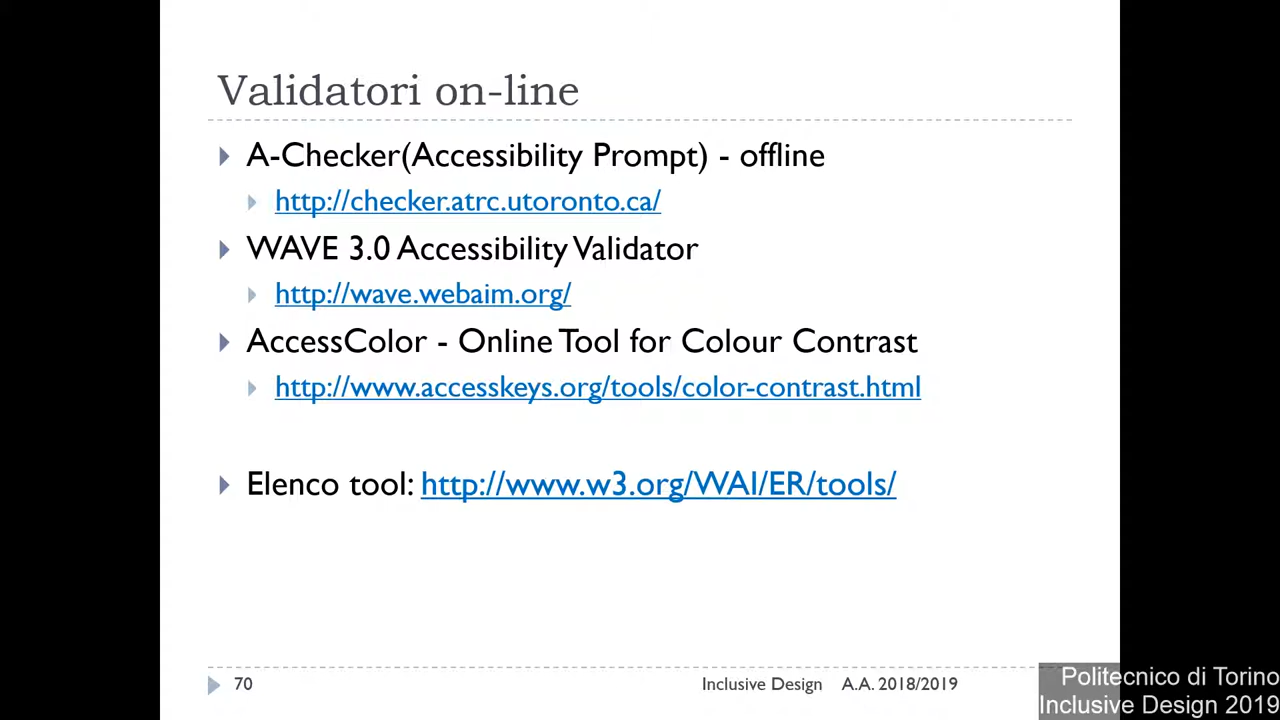 Validatori on-line
A-Checker(Accessibility Prompt) - offline
http://checker.atrc.utoronto.ca/
WAVE 3.0 Accessibility Validator
http://wave.webaim.org/
AccessColor - Online Tool for Colour Contrast
http://www.accesskeys.org/tools/color-contrast.html
Elenco tool: http://www.w3.org/WAI/ER/tools/
70 Inclusive Design A.A. 2018/2019
Politecnico di Torino
Inclusive Design 2019